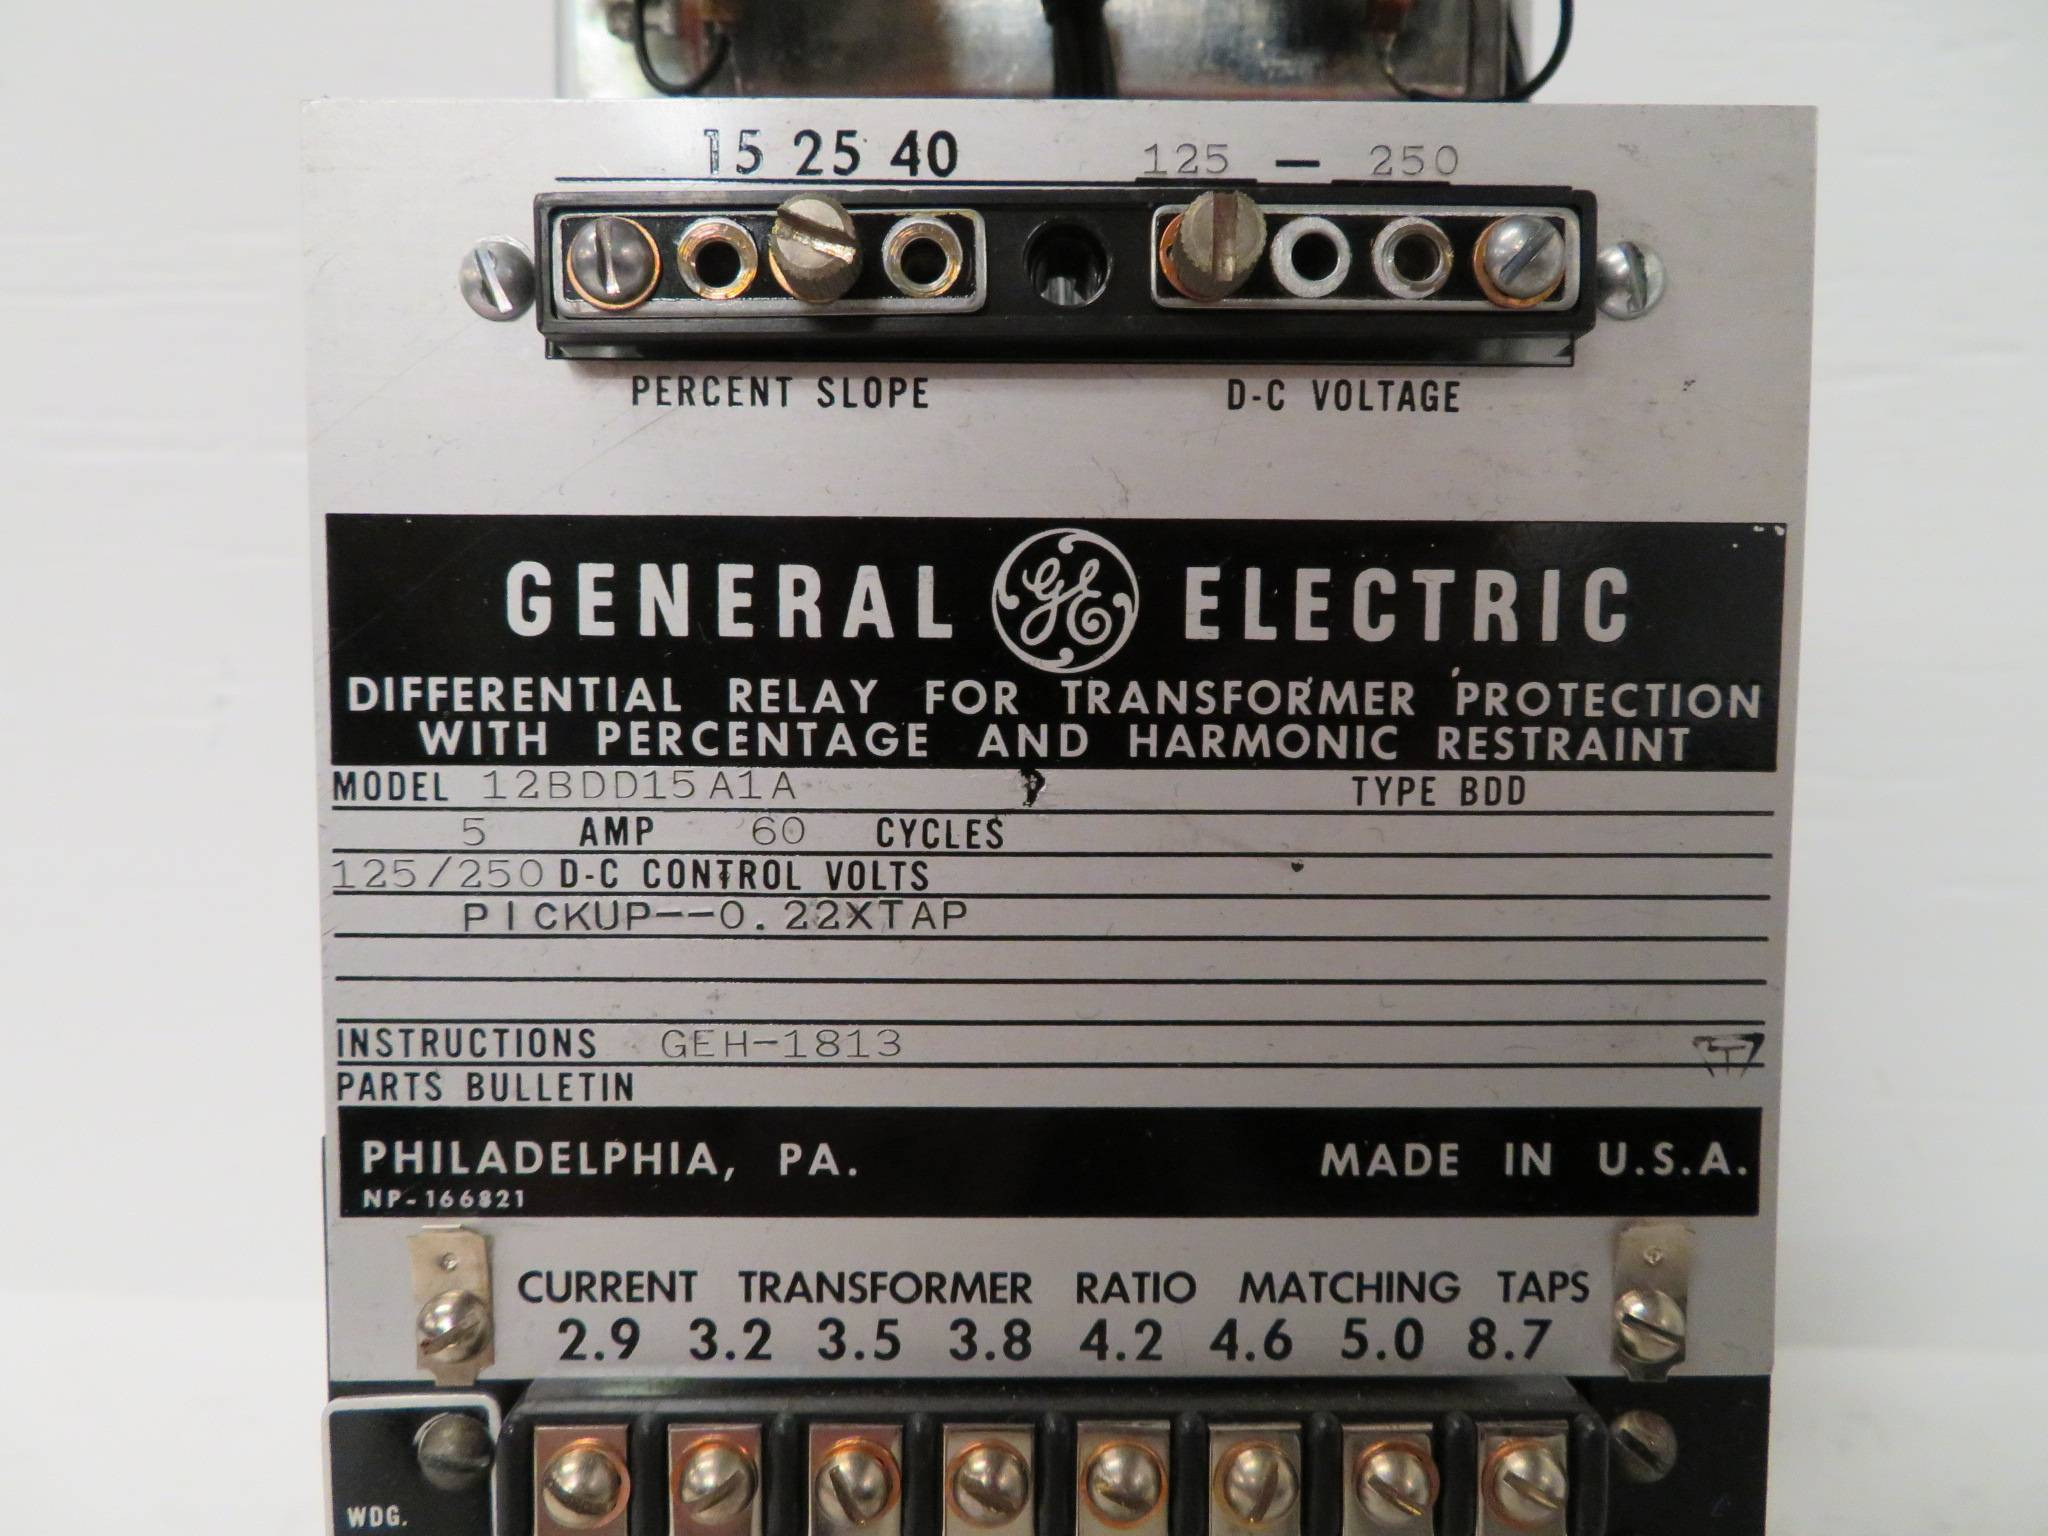 15 25 40 125 — 250
PERCENT SLOPE D-C VOLTAGE
GENERAL GE ELECTRIC
DIFFERENTIAL RELAY FOR TRANSFORMER PROTECTION
WITH PERCENTAGE AND HARMONIC RESTRAINT
MODEL 12BDD15A1A TYPE BDD
5 AMP 60 CYCLES
125/250 D-C CONTROL VOLTS
PICKUP--0.22XTAP
INSTRUCTIONS GEH-1813
PARTS BULLETIN
PHILADELPHIA, PA. MADE IN U.S.A.
NP-166821
CURRENT TRANSFORMER RATIO MATCHING TAPS
2.9 3.2 3.5 3.8 4.2 4.6 5.0 8.7
WDG.